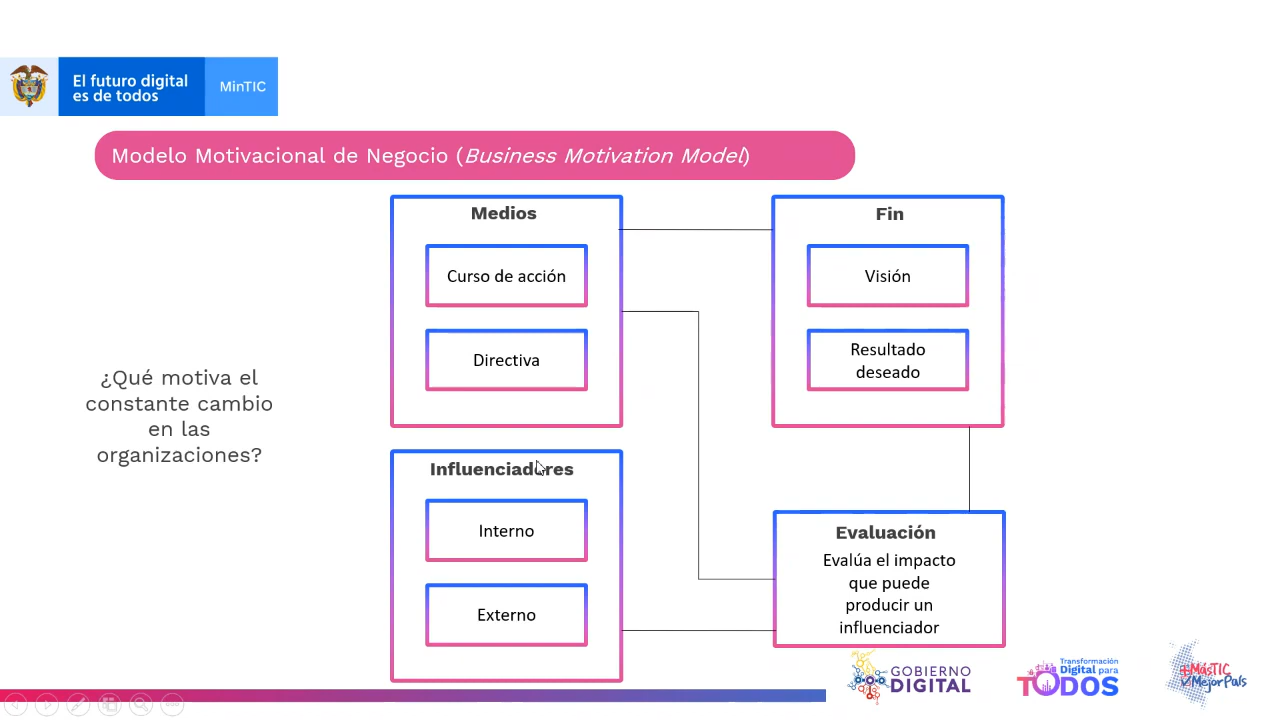 El futuro digital
es de todos
MinTIC
Modelo Motivacional de Negocio (Business Motivation Model)
¿Qué motiva el
constante cambio
en las
organizaciones?
Medios
Curso de acción
Directiva
Fin
Visión
Resultado
deseado
Influenciadores
Interno
Externo
Evaluación
Evalúa el impacto
que puede
producir un
influenciador
GOBIERNO
DIGITAL
Transformación
Digital para
TODOS
+MásTIC
MejorPaís